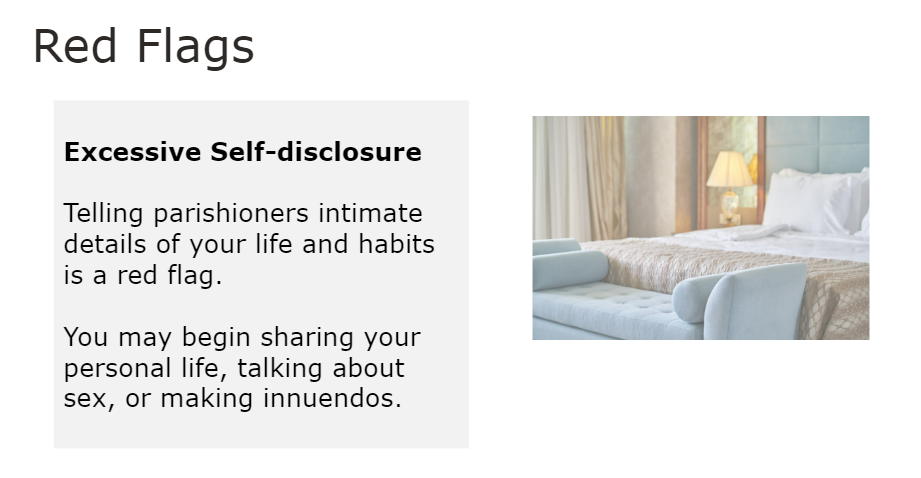 Red Flags
Excessive Self-disclosure
Telling parishioners intimate
details of your life and habits
is a red flag.
You may begin sharing your
personal life, talking about
sex, or making innuendos.